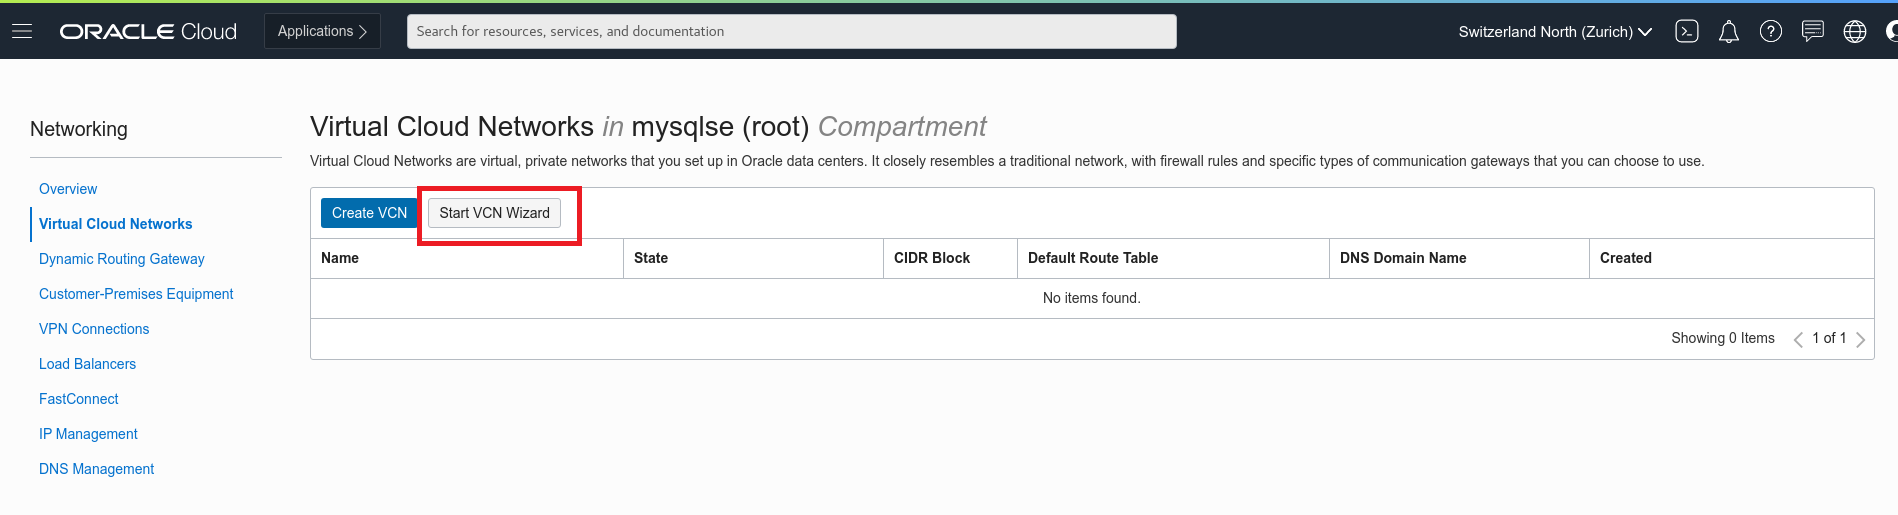 ORACLE Cloud
Applications
Search for resources, services, and documentation
Switzerland North (Zurich)
Networking
Overview
Virtual Cloud Networks
Dynamic Routing Gateway
Customer-Premises Equipment
VPN Connections
Load Balancers
FastConnect
IP Management
DNS Management
Virtual Cloud Networks in mysqlse (root) Compartment
Virtual Cloud Networks are virtual, private networks that you set up in Oracle data centers. It closely resembles a traditional network, with firewall rules and specific types of communication gateways that you can choose to use.
Create VCN Start VCN Wizard
Name State CIDR Block Default Route Table DNS Domain Name Created
No items found.
Showing 0 Items 1 of 1